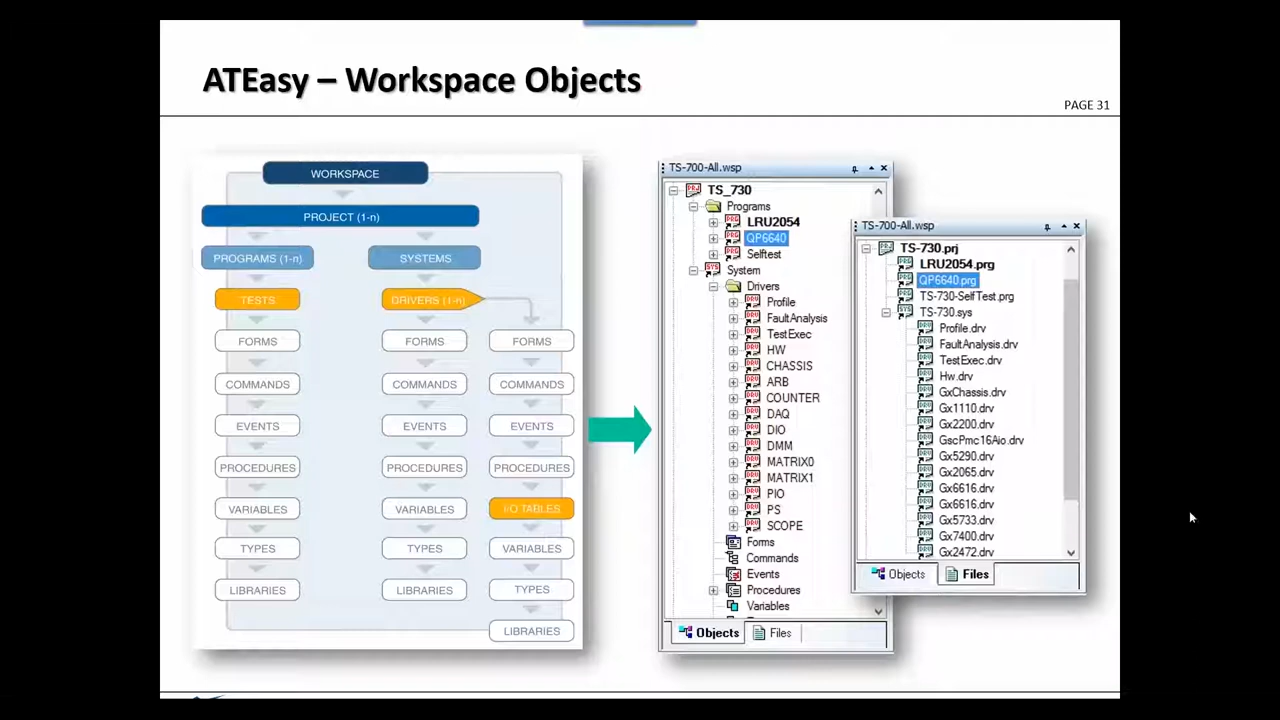 ATEasy – Workspace Objects
PAGE 31
WORKSPACE
PROJECT (1-n)
PROGRAMS (1-n)
SYSTEMS
TESTS
DRIVERS (1-n)
FORMS
FORMS
FORMS
COMMANDS
COMMANDS
COMMANDS
EVENTS
EVENTS
EVENTS
PROCEDURES
PROCEDURES
PROCEDURES
VARIABLES
VARIABLES
I/O TABLES
TYPES
TYPES
VARIABLES
LIBRARIES
LIBRARIES
TYPES
LIBRARIES
TS-700-All.wsp
TS_730
Programs
LRU2054
QP6640
Selftest
System
Drivers
Profile
FaultAnalysis
TestExec
HW
CHASSIS
ARB
COUNTER
DAQ
DIO
DMM
MATRIX0
MATRIX1
PIO
PS
SCOPE
Forms
Commands
Events
Procedures
Variables
Objects
Files
TS-700-All.wsp
TS-730.prj
LRU2054.prg
QP6640.prg
TS-730-SelfTest.prg
TS-730.sys
Profile.drv
FaultAnalysis.drv
TestExec.drv
Hw.drv
GxChassis.drv
Gx1110.drv
Gx2200.drv
GscPmc16Aio.drv
Gx5290.drv
Gx2065.drv
Gx6616.drv
Gx6616.drv
Gx5733.drv
Gx7400.drv
Gx2472.drv
Objects
Files